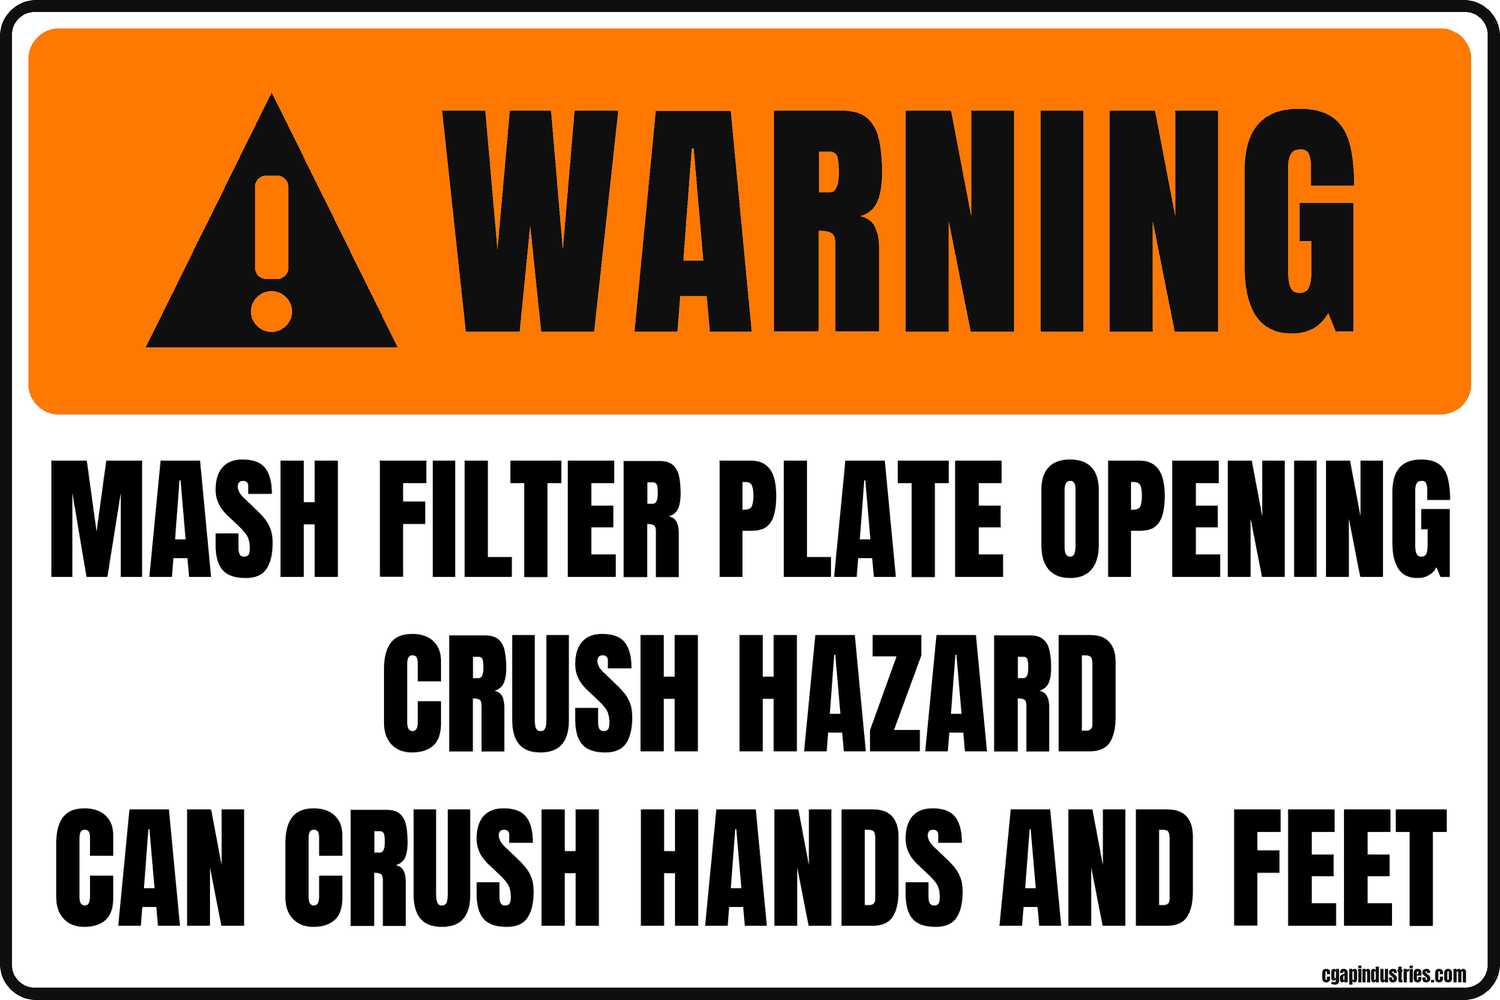 WARNING
MASH FILTER PLATE OPENING
CRUSH HAZARD
CAN CRUSH HANDS AND FEET
cgapindustries.com